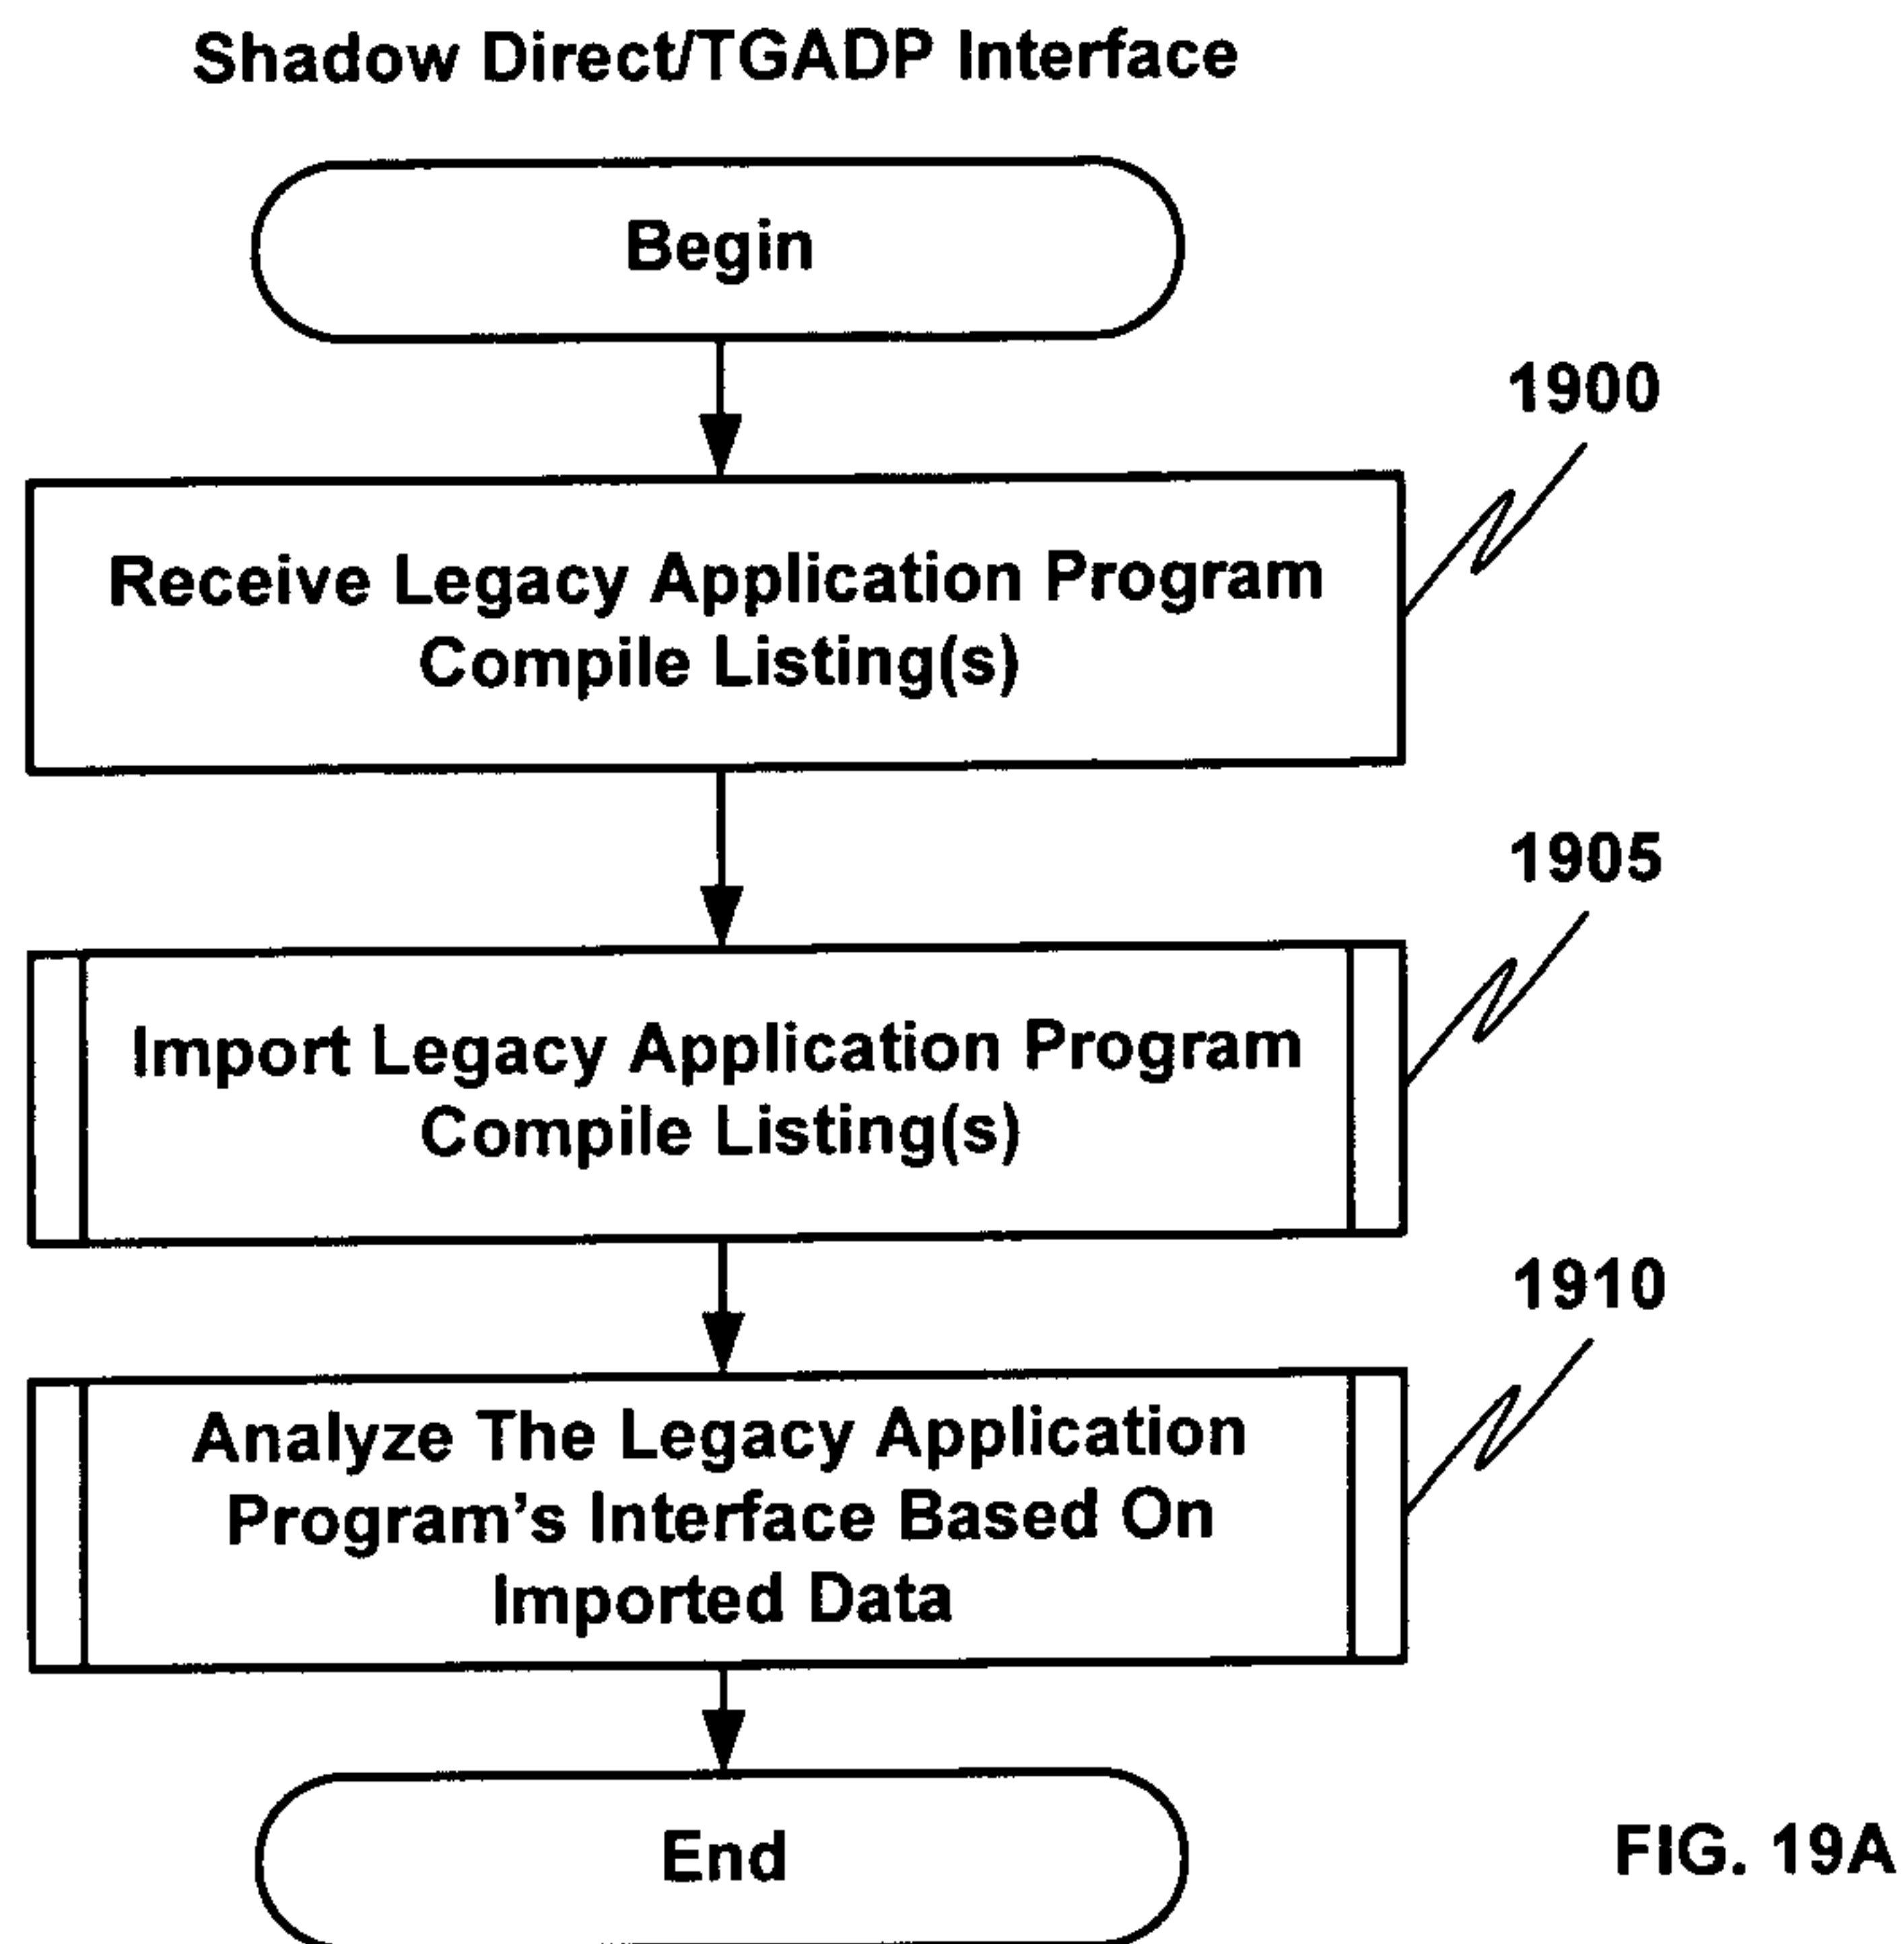 Shadow Direct/TGADP Interface
Begin
1900
Receive Legacy Application Program
Compile Listing(s)
1905
Import Legacy Application Program
Compile Listing(s)
1910
Analyze The Legacy Application
Program's Interface Based On
Imported Data
End
FIG. 19A